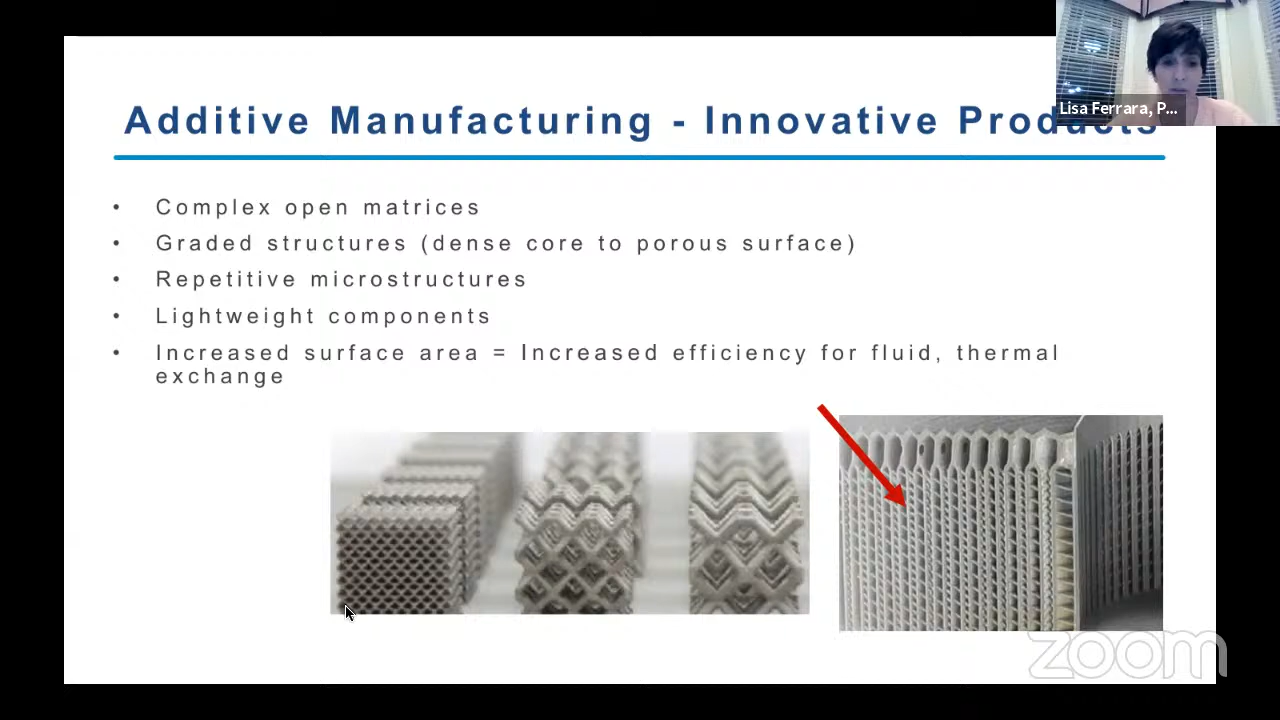 Lisa Ferrara, P...
Additive Manufacturing - Innovative Products
• Complex open matrices
• Graded structures (dense core to porous surface)
• Repetitive microstructures
• Lightweight components
• Increased surface area = Increased efficiency for fluid, thermal
exchange
zoom